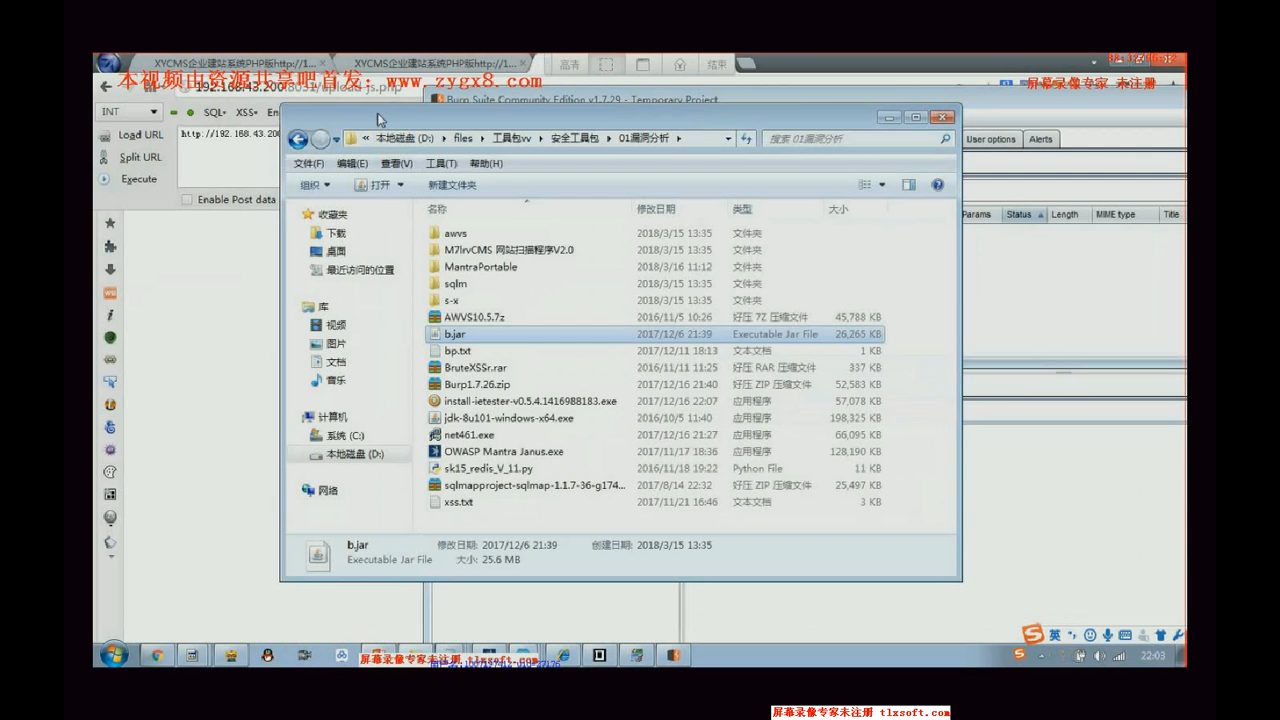 XYCMS企业建站系统PHP版http://1...
XYCMS企业建站系统PHP版http://1...
高清
结束
本视频由资源共享吧首发: www.zygx8.com
屏幕录像专家 未注册
Burp Suite Community Edition v1.7.29 - Temporary Project
INT
SQL
XSS
Load URL
http://192.168.43.200
Split URL
Execute
Enable Post data
« 本地磁盘 (D:) files 工具包vv 安全工具包 01漏洞分析
搜索 01漏洞分析
User options
Alerts
文件(F) 编辑(E) 查看(V) 工具(T) 帮助(H)
组织 打开 新建文件夹
Params Status Length MIME type Title
名称 修改日期 类型 大小
收藏夹
下载
桌面
最近访问的位置
库
视频
图片
文档
音乐
计算机
系统 (C:)
本地磁盘 (D:)
网络
awvs 2018/3/15 13:35 文件夹
M7lrvCMS 网站扫描程序V2.0 2018/3/15 13:35 文件夹
MantraPortable 2018/3/16 11:12 文件夹
sqlm 2018/3/15 13:35 文件夹
s-x 2018/3/15 13:35 文件夹
AWVS10.5.7z 2016/11/5 10:26 好压 7Z 压缩文件 45,788 KB
b.jar 2017/12/6 21:39 Executable Jar File 26,265 KB
bp.txt 2017/12/11 18:13 文本文档 1 KB
BruteXSSr.rar 2016/11/11 11:25 好压 RAR 压缩文件 337 KB
Burp1.7.26.zip 2017/12/16 21:40 好压 ZIP 压缩文件 52,583 KB
install-ietester-v0.5.4.1416988183.exe 2017/12/16 22:07 应用程序 57,078 KB
jdk-8u101-windows-x64.exe 2016/10/5 11:40 应用程序 198,325 KB
net461.exe 2017/12/16 21:27 应用程序 66,095 KB
OWASP Mantra Janus.exe 2017/11/17 18:36 应用程序 128,190 KB
sk15_redis_V_11.py 2016/11/18 19:22 Python File 11 KB
sqlmapproject-sqlmap-1.1.7-36-g174... 2017/8/14 22:32 好压 ZIP 压缩文件 25,497 KB
xss.txt 2017/11/21 16:46 文本文档 3 KB
b.jar 修改日期: 2017/12/6 21:39 创建日期: 2018/3/15 13:35
Executable Jar File 大小: 25.6 MB
英
屏幕录像专家未注册 tlxsoft.com
22:03
屏幕录像专家未注册 tlxsoft.com